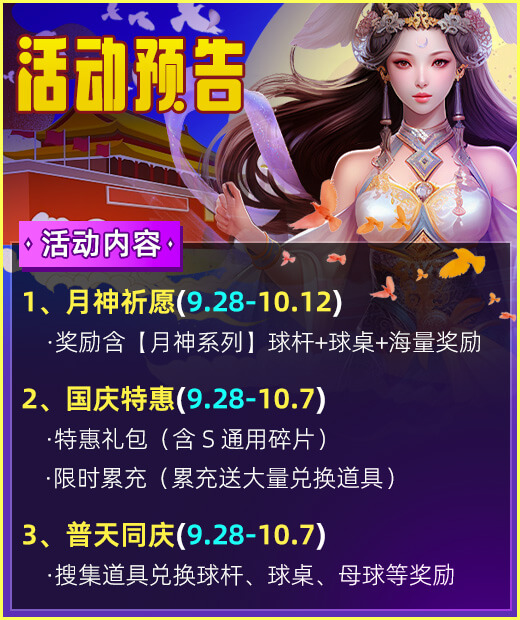 活动预告
活动内容
1、月神祈愿(9.28-10.12)
·奖励含【月神系列】球杆+球桌+海量奖励
2、国庆特惠(9.28-10.7)
·特惠礼包（含 S 通用碎片）
·限时累充（累充送大量兑换道具）
3、普天同庆(9.28-10.7)
·搜集道具兑换球杆、球桌、母球等奖励